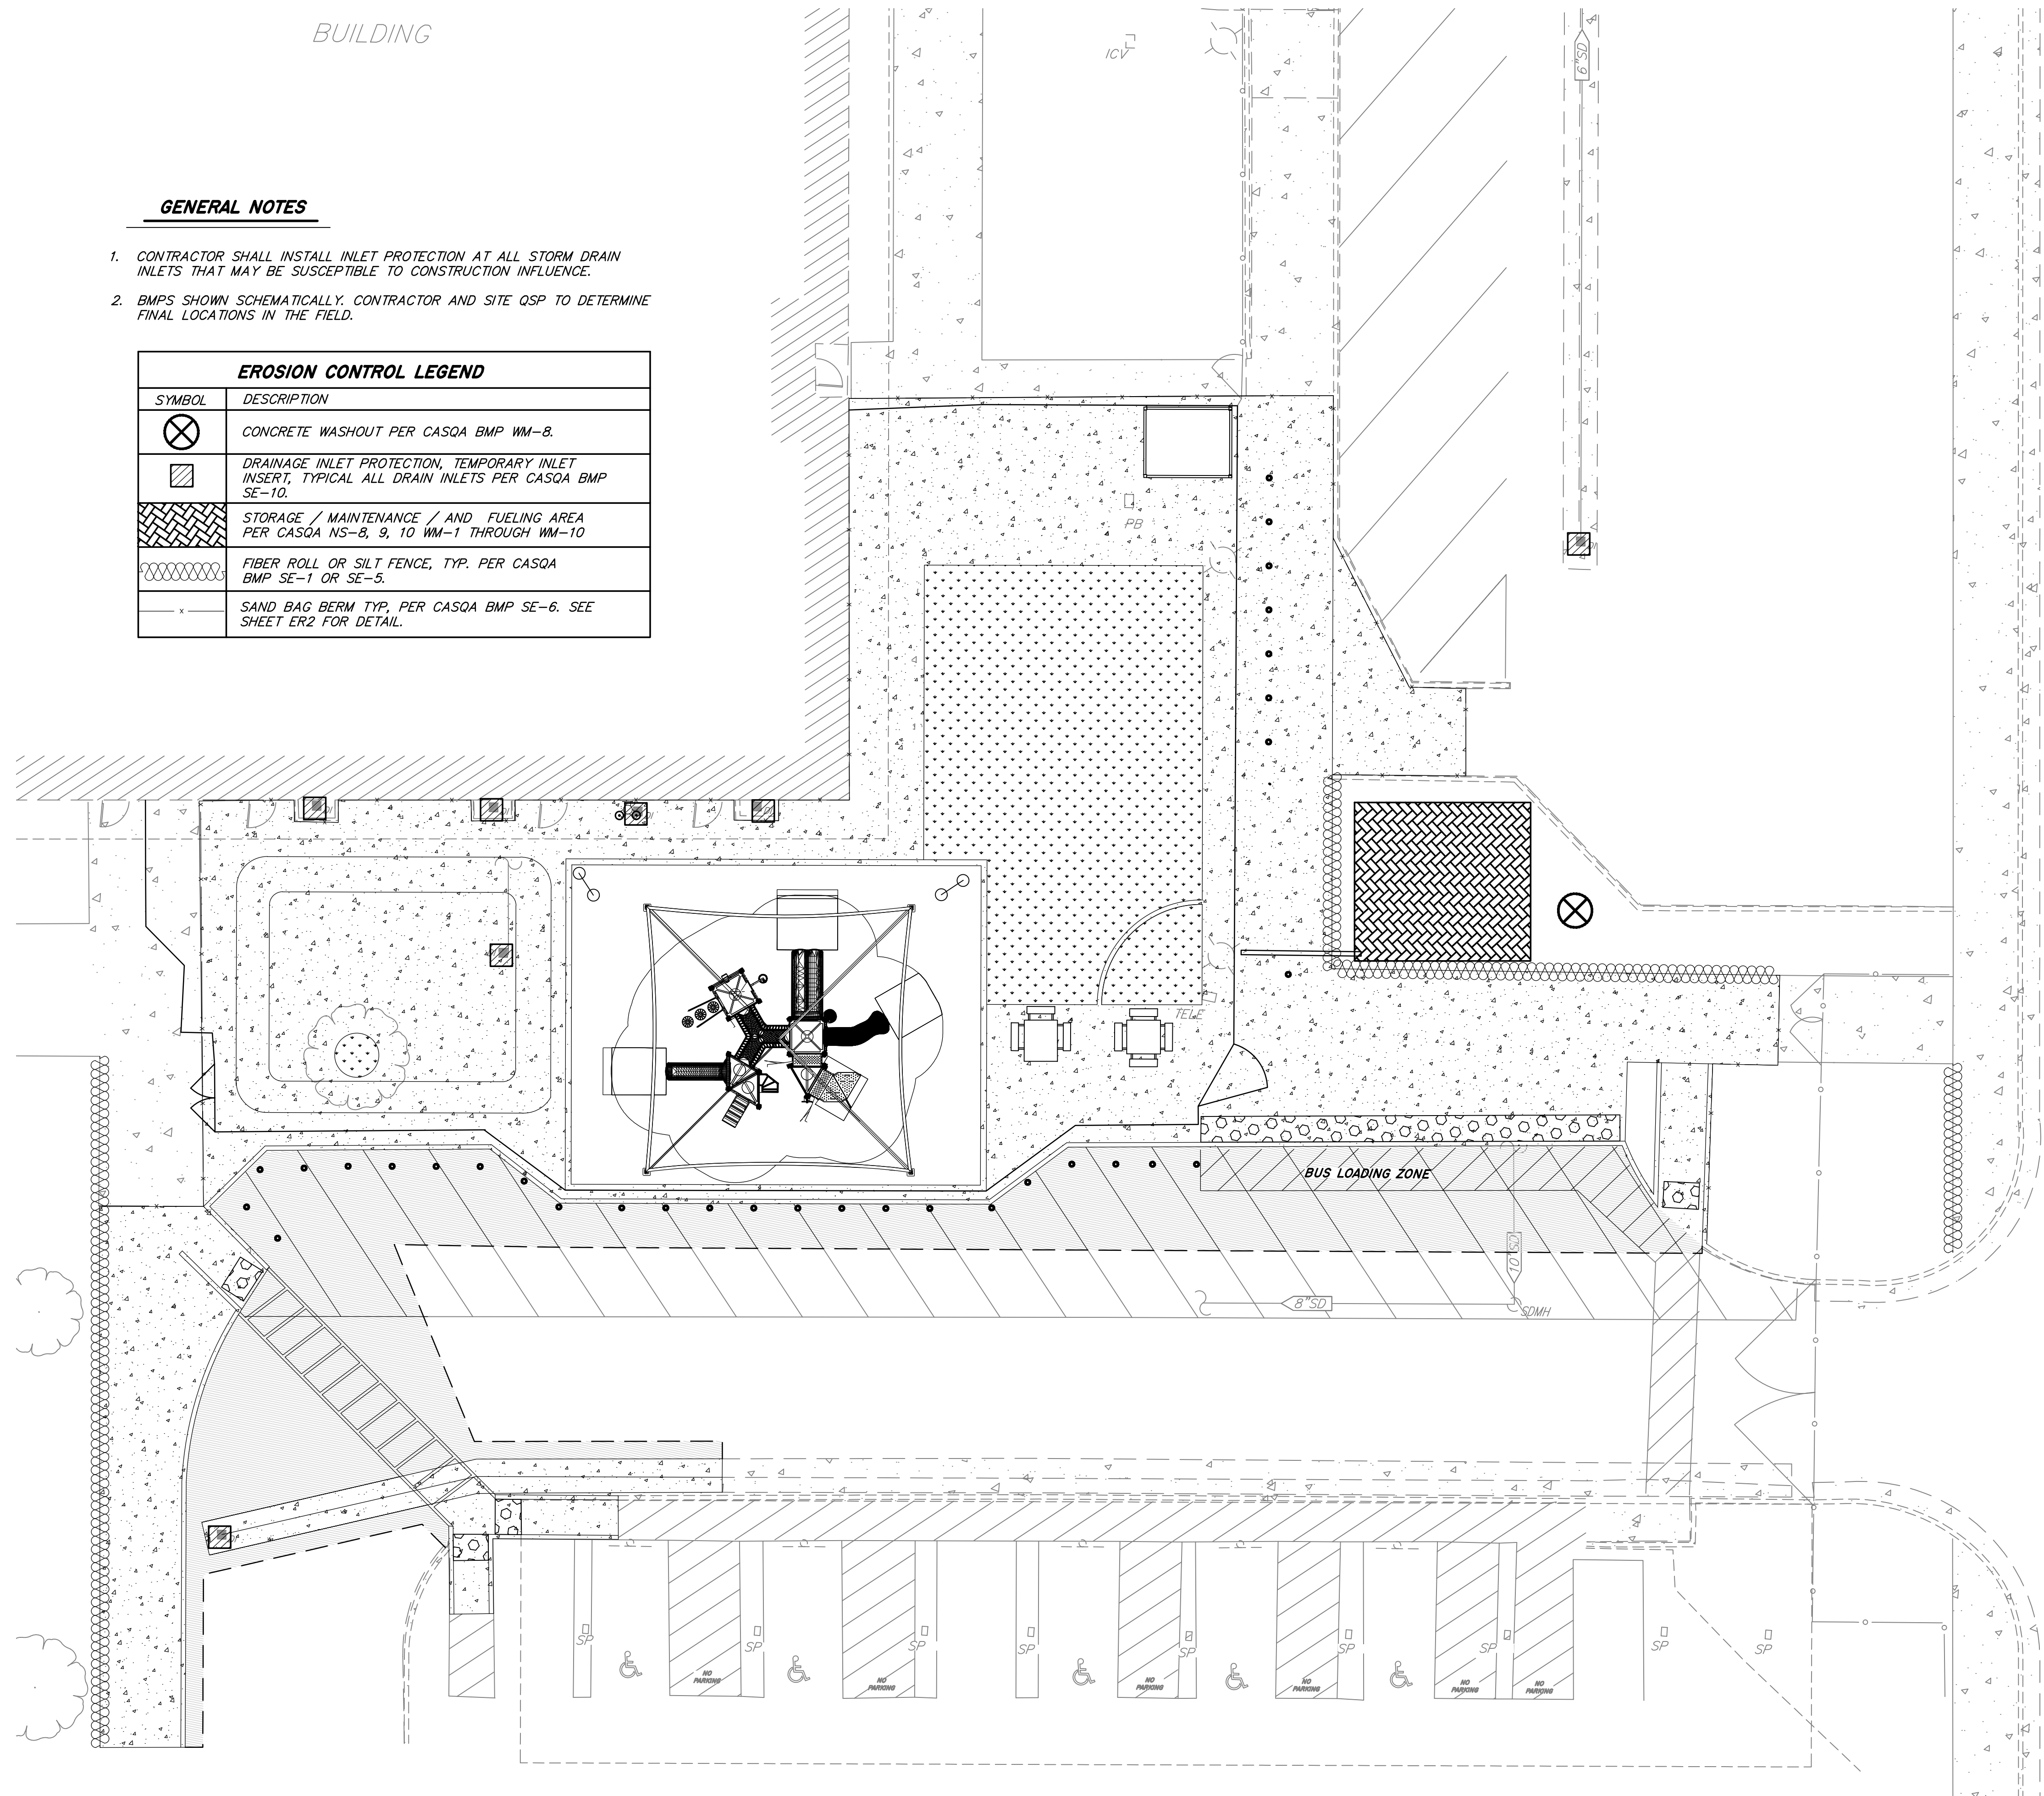 BUILDING
ICV
6"SD
GENERAL NOTES
1. CONTRACTOR SHALL INSTALL INLET PROTECTION AT ALL STORM DRAIN
INLETS THAT MAY BE SUSCEPTIBLE TO CONSTRUCTION INFLUENCE.
2. BMPS SHOWN SCHEMATICALLY. CONTRACTOR AND SITE QSP TO DETERMINE
FINAL LOCATIONS IN THE FIELD.
EROSION CONTROL LEGEND
SYMBOL DESCRIPTION
CONCRETE WASHOUT PER CASQA BMP WM-8.
DRAINAGE INLET PROTECTION, TEMPORARY INLET
INSERT, TYPICAL ALL DRAIN INLETS PER CASQA BMP
SE-10.
STORAGE / MAINTENANCE / AND FUELING AREA
PER CASQA NS-8, 9, 10 WM-1 THROUGH WM-10
FIBER ROLL OR SILT FENCE, TYP. PER CASQA
BMP SE-1 OR SE-5.
x
SAND BAG BERM TYP, PER CASQA BMP SE-6. SEE
SHEET ER2 FOR DETAIL.
PB
DI
DI
DI
DI
DI
TELE
BUS LOADING ZONE
10"SD
8"SD
SDMH
DI
SP
SP
SP
SP
SP
SP
SP
SP
SP
NO
PARKING
NO
PARKING
NO
PARKING
NO
PARKING
NO
PARKING
NO
PARKING